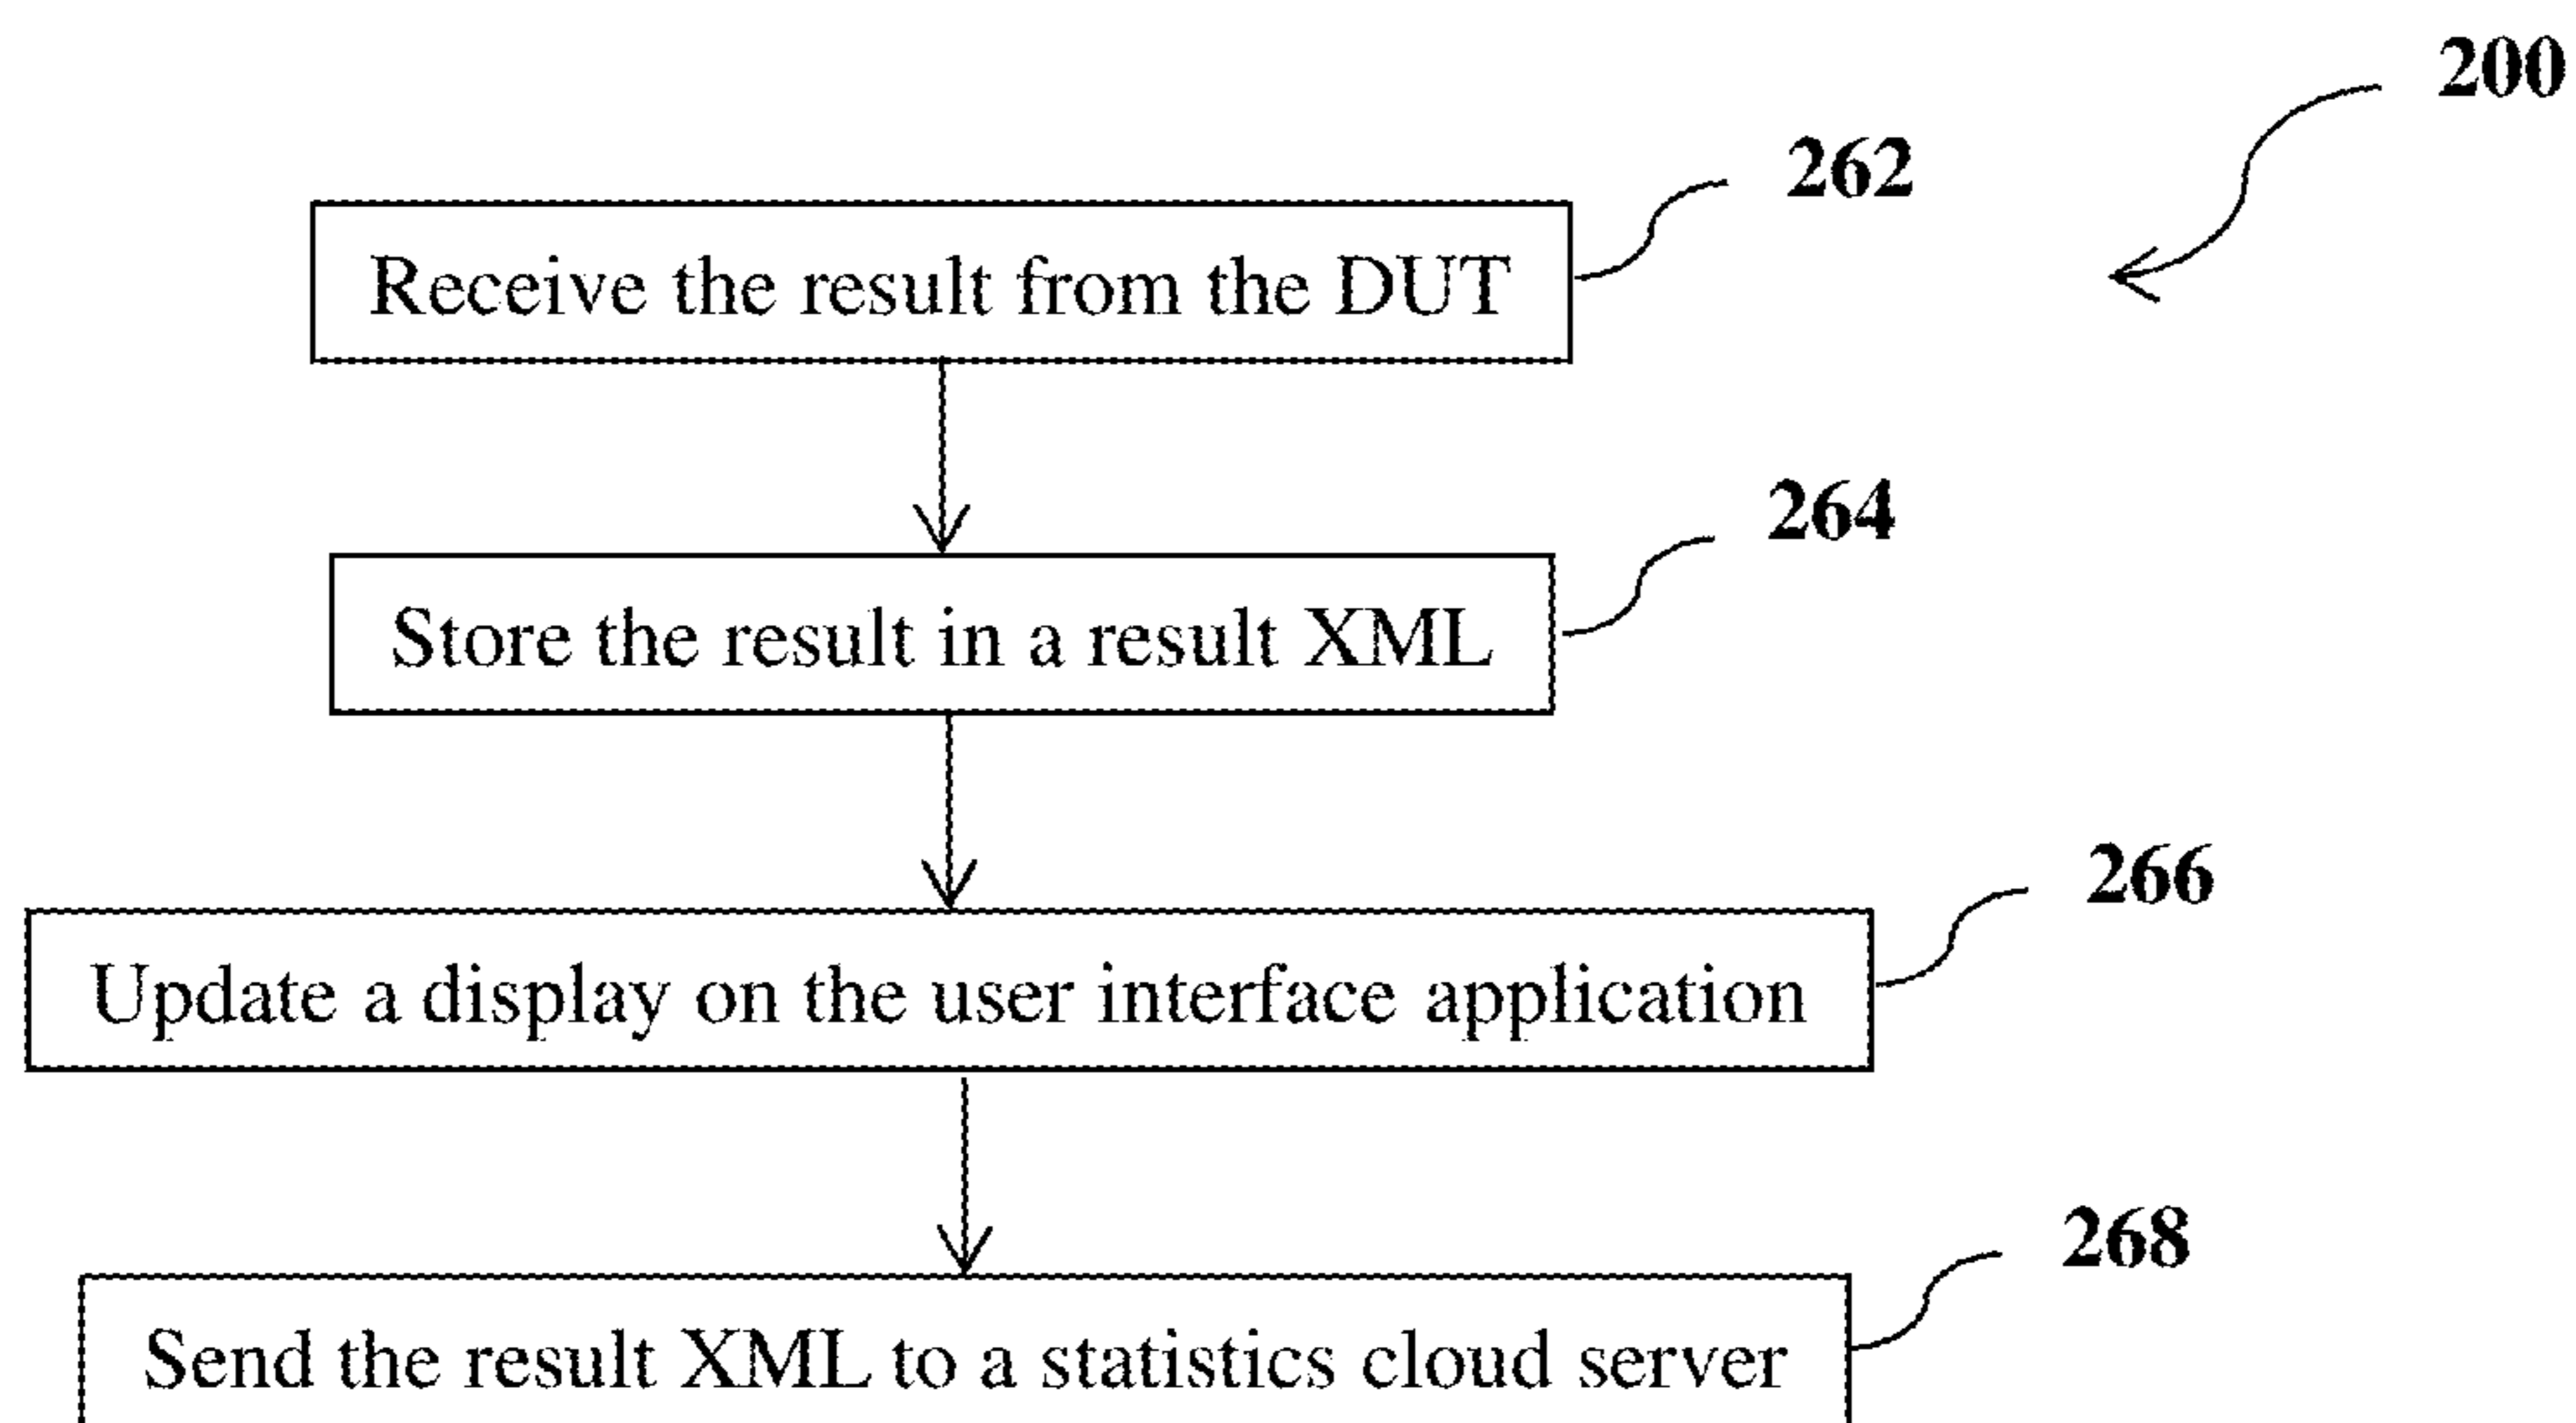 200
262
Receive the result from the DUT
264
Store the result in a result XML
266
Update a display on the user interface application
268
Send the result XML to a statistics cloud server